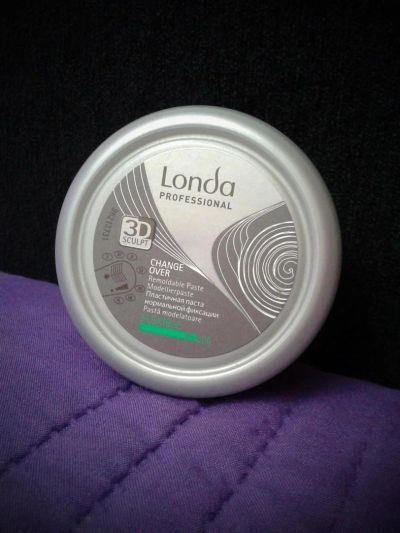 Londa
PROFESSIONAL
3D
SCULPT
CHANGE
OVER
Remoldable Paste
Modellierpaste
Пластичная паста
нормальной фиксации
Pastă modelatoare